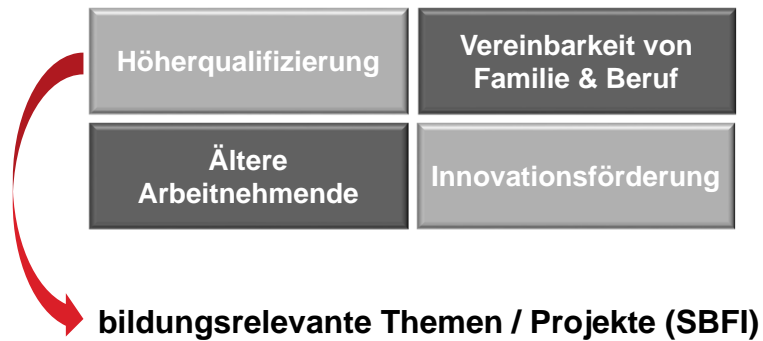 Höherqualifizierung
Vereinbarkeit von
Familie & Beruf
Ältere
Arbeitnehmende
Innovationsförderung
bildungsrelevante Themen / Projekte (SBFI)